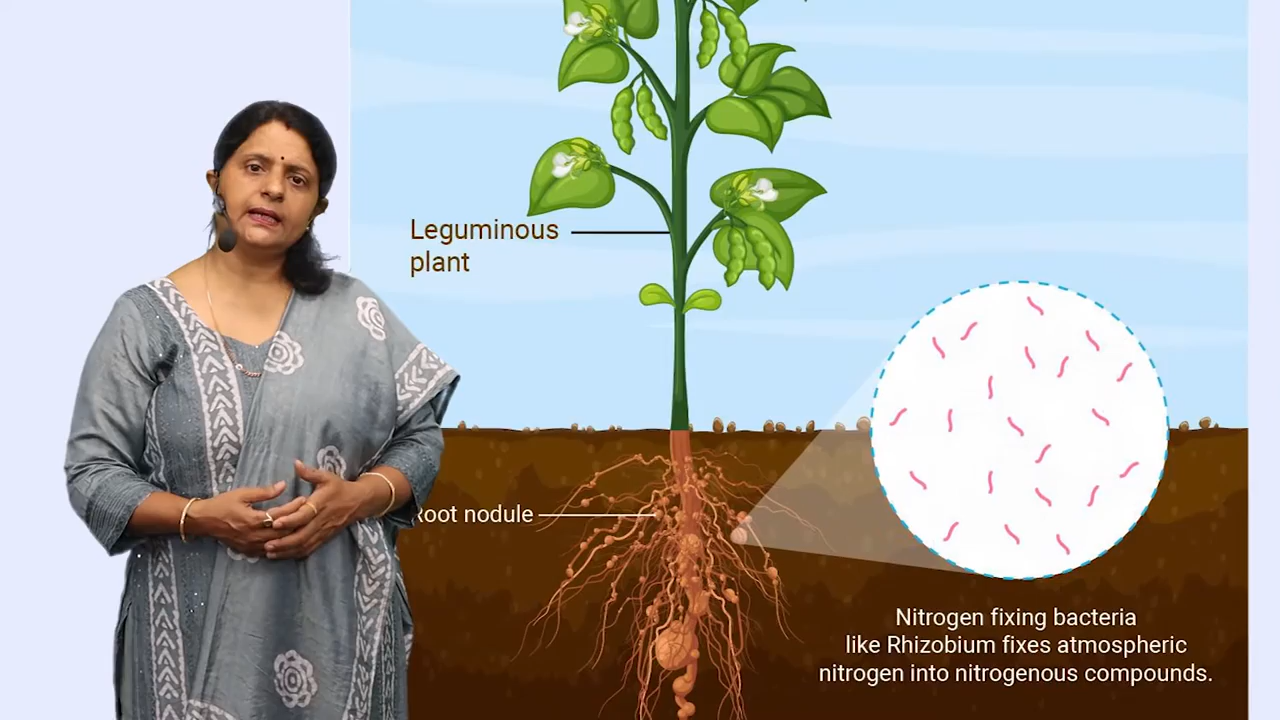 Leguminous
plant
Root nodule
Nitrogen fixing bacteria
like Rhizobium fixes atmospheric
nitrogen into nitrogenous compounds.